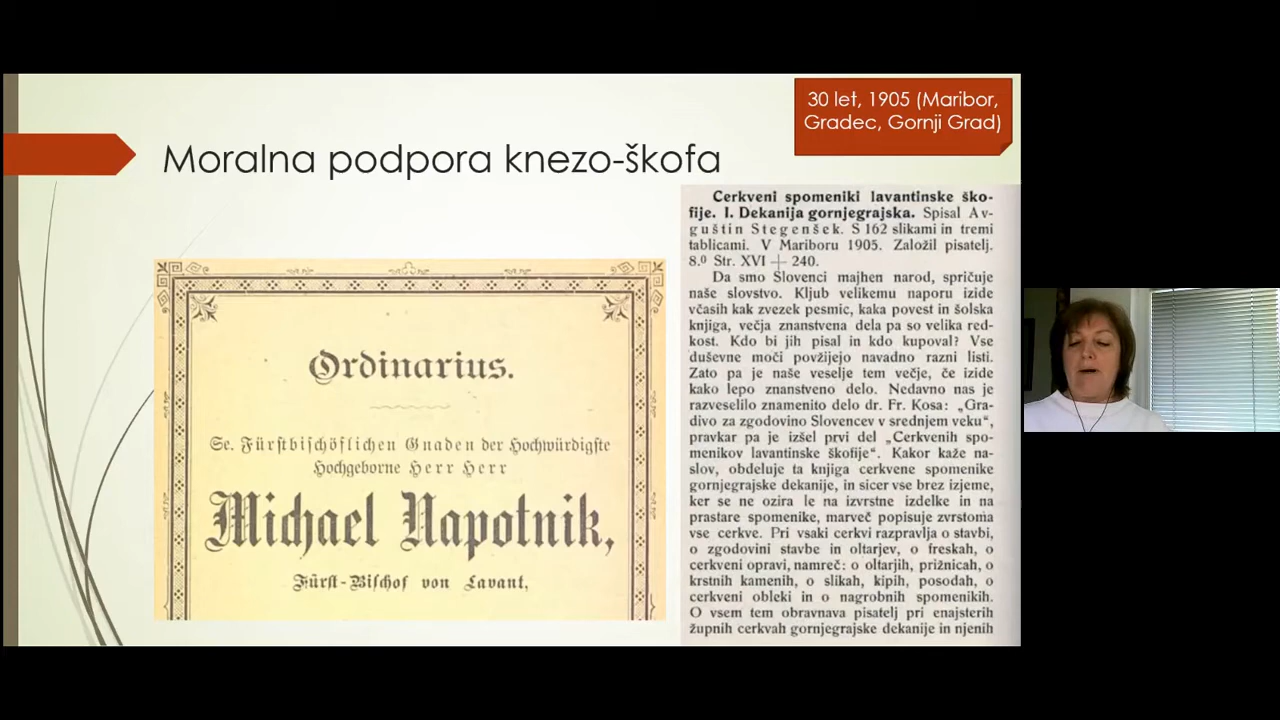 30 let, 1905 (Maribor,
Gradec, Gornji Grad)
Moralna podpora knezo-škofa
Ordinarius.
Se. Fürstbischöflichen Gnaden der Hochwürdigste
Hochgeborne Herr Herr
Michael Napotnik,
Fürst-Bischof von Lavant,
Cerkveni spomeniki lavantinske ško-
fije. I. Dekanija gornjegrajska. Spisal Av-
guštin Stegenšek. S 162 slikami in tremi
tablicami. V Mariboru 1905. Založil pisatelj.
8.⁰ Str. XVI + 240.
Da smo Slovenci majhen narod, spričuje
naše slovstvo. Kljub velikemu naporu izide
včasih kak zvezek pesmic, kaka povest in šolska
knjiga, večja znanstvena dela pa so velika red-
kost. Kdo bi jih pisal in kdo kupoval? Vse
duševne moči povžijejo navadno razni listi.
Zato pa je naše veselje tem večje, če izide
kako lepo znanstveno delo. Nedavno nas je
razveselilo znamenito delo dr. Fr. Kosa: „Gra-
divo za zgodovino Slovencev v srednjem veku“,
pravkar pa je izšel prvi del „Cerkvenih spo-
menikov lavantinske škofije“. Kakor kaže na-
slov, obdeluje ta knjiga cerkvene spomenike
gornjegrajske dekanije, in sicer vse brez izjeme,
ker se ne ozira le na izvrstne izdelke in na
prastare spomenike, marveč popisuje zvrstoma
vse cerkve. Pri vsaki cerkvi razpravlja o stavbi,
o zgodovini stavbe in oltarjev, o freskah, o
cerkveni opravi, namreč: o oltarjih, prižnicah, o
krstnih kamenih, o slikah, kipih, posodah, o
cerkveni obleki in o nagrobnih spomenikih.
O vsem tem obravnava pisatelj pri enajsterih
župnih cerkvah gornjegrajske dekanije in njenih